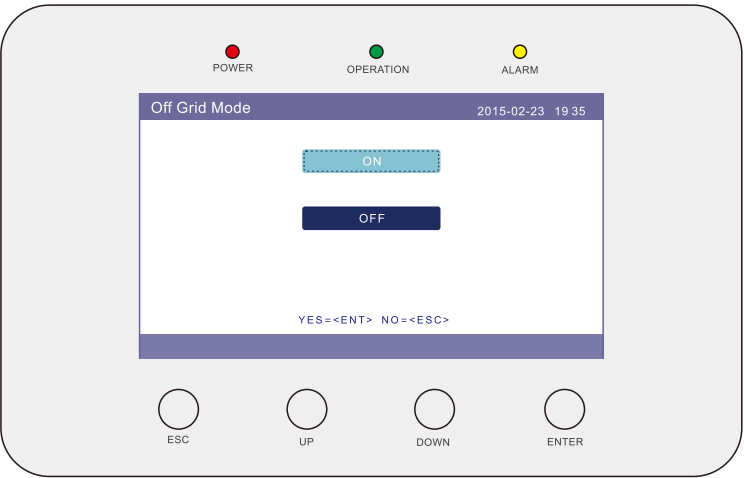 POWER OPERATION ALARM
Off Grid Mode 2015-02-23 19 35
ON
OFF
YES=<ENT> NO=<ESC>
ESC UP DOWN ENTER